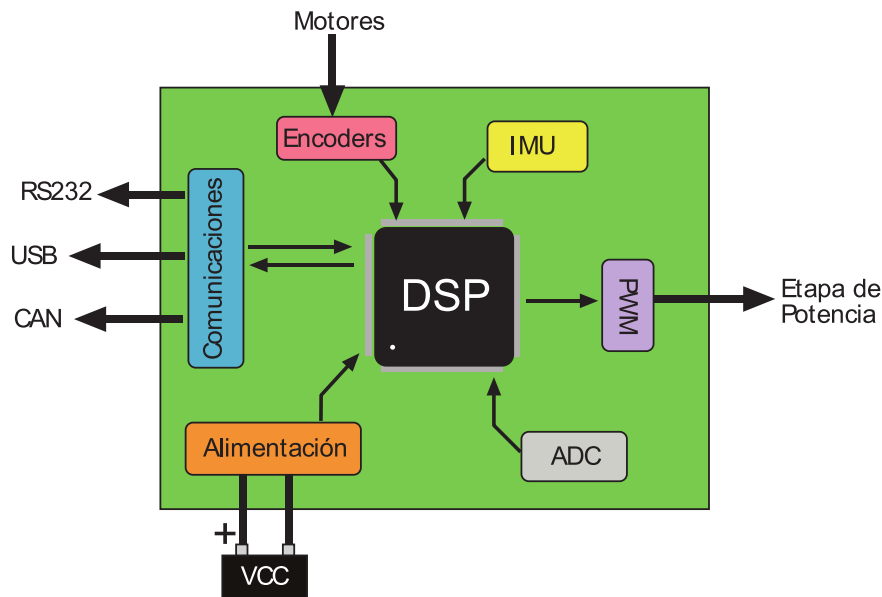 Motores
Encoders
IMU
RS232
USB
CAN
Comunicaciones
DSP
PWM
Etapa de
Potencia
Alimentación
ADC
+
VCC